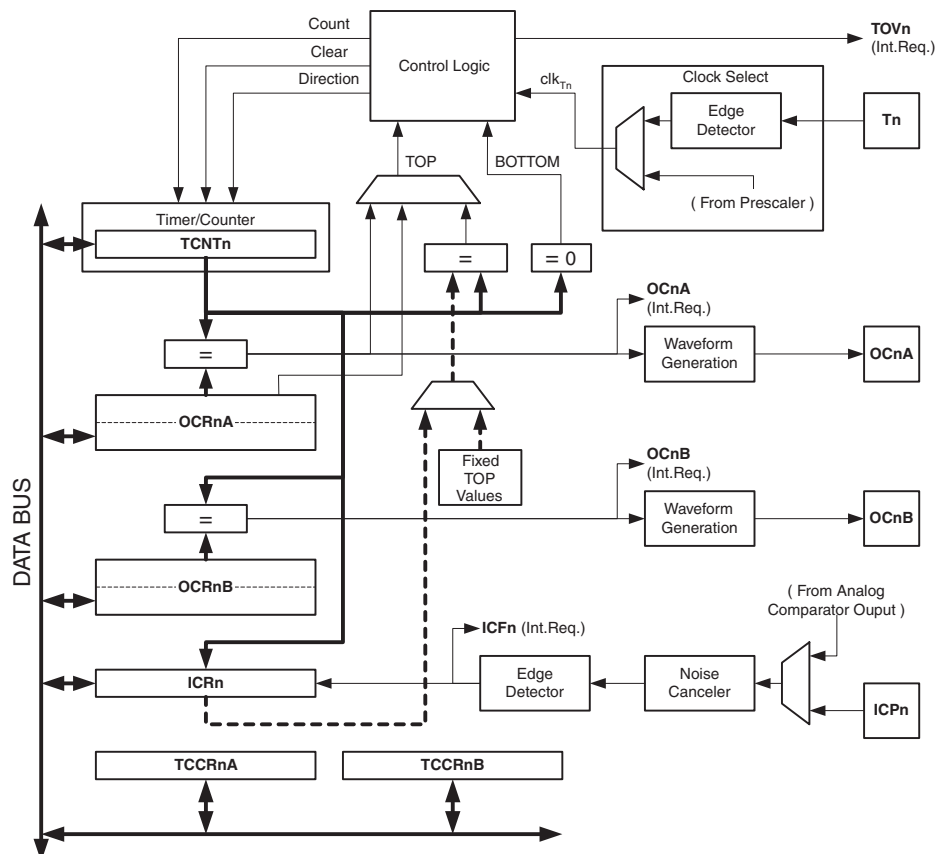 Count
Clear
Direction
Control Logic
TOVn
(Int.Req.)
clkTn
Clock Select
Edge
Detector
Tn
( From Prescaler )
TOP
BOTTOM
Timer/Counter
TCNTn
=
= 0
OCnA
(Int.Req.)
=
Waveform
Generation
OCnA
OCRnA
Fixed
TOP
Values
OCnB
(Int.Req.)
=
Waveform
Generation
OCnB
DATA BUS
OCRnB
( From Analog
Comparator Ouput )
ICFn (Int.Req.)
ICRn
Edge
Detector
Noise
Canceler
ICPn
TCCRnA
TCCRnB